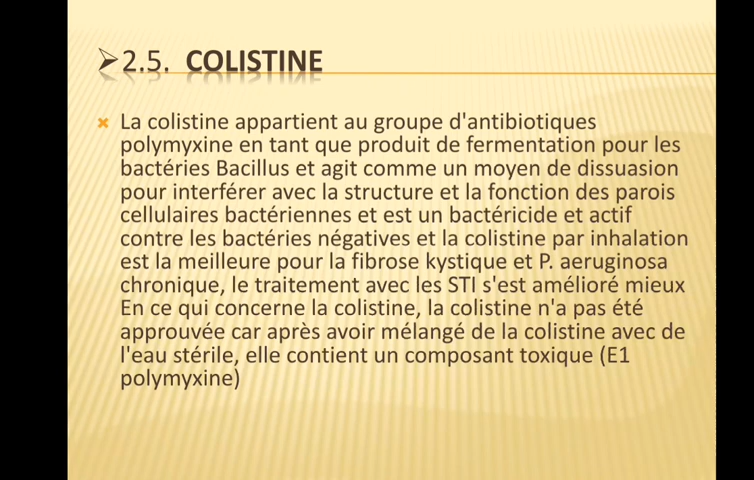 2.5. COLISTINE
La colistine appartient au groupe d'antibiotiques
polymyxine en tant que produit de fermentation pour les
bactéries Bacillus et agit comme un moyen de dissuasion
pour interférer avec la structure et la fonction des parois
cellulaires bactériennes et est un bactéricide et actif
contre les bactéries négatives et la colistine par inhalation
est la meilleure pour la fibrose kystique et P. aeruginosa
chronique, le traitement avec les STI s'est amélioré mieux
En ce qui concerne la colistine, la colistine n'a pas été
approuvée car après avoir mélangé de la colistine avec de
l'eau stérile, elle contient un composant toxique (E1
polymyxine)